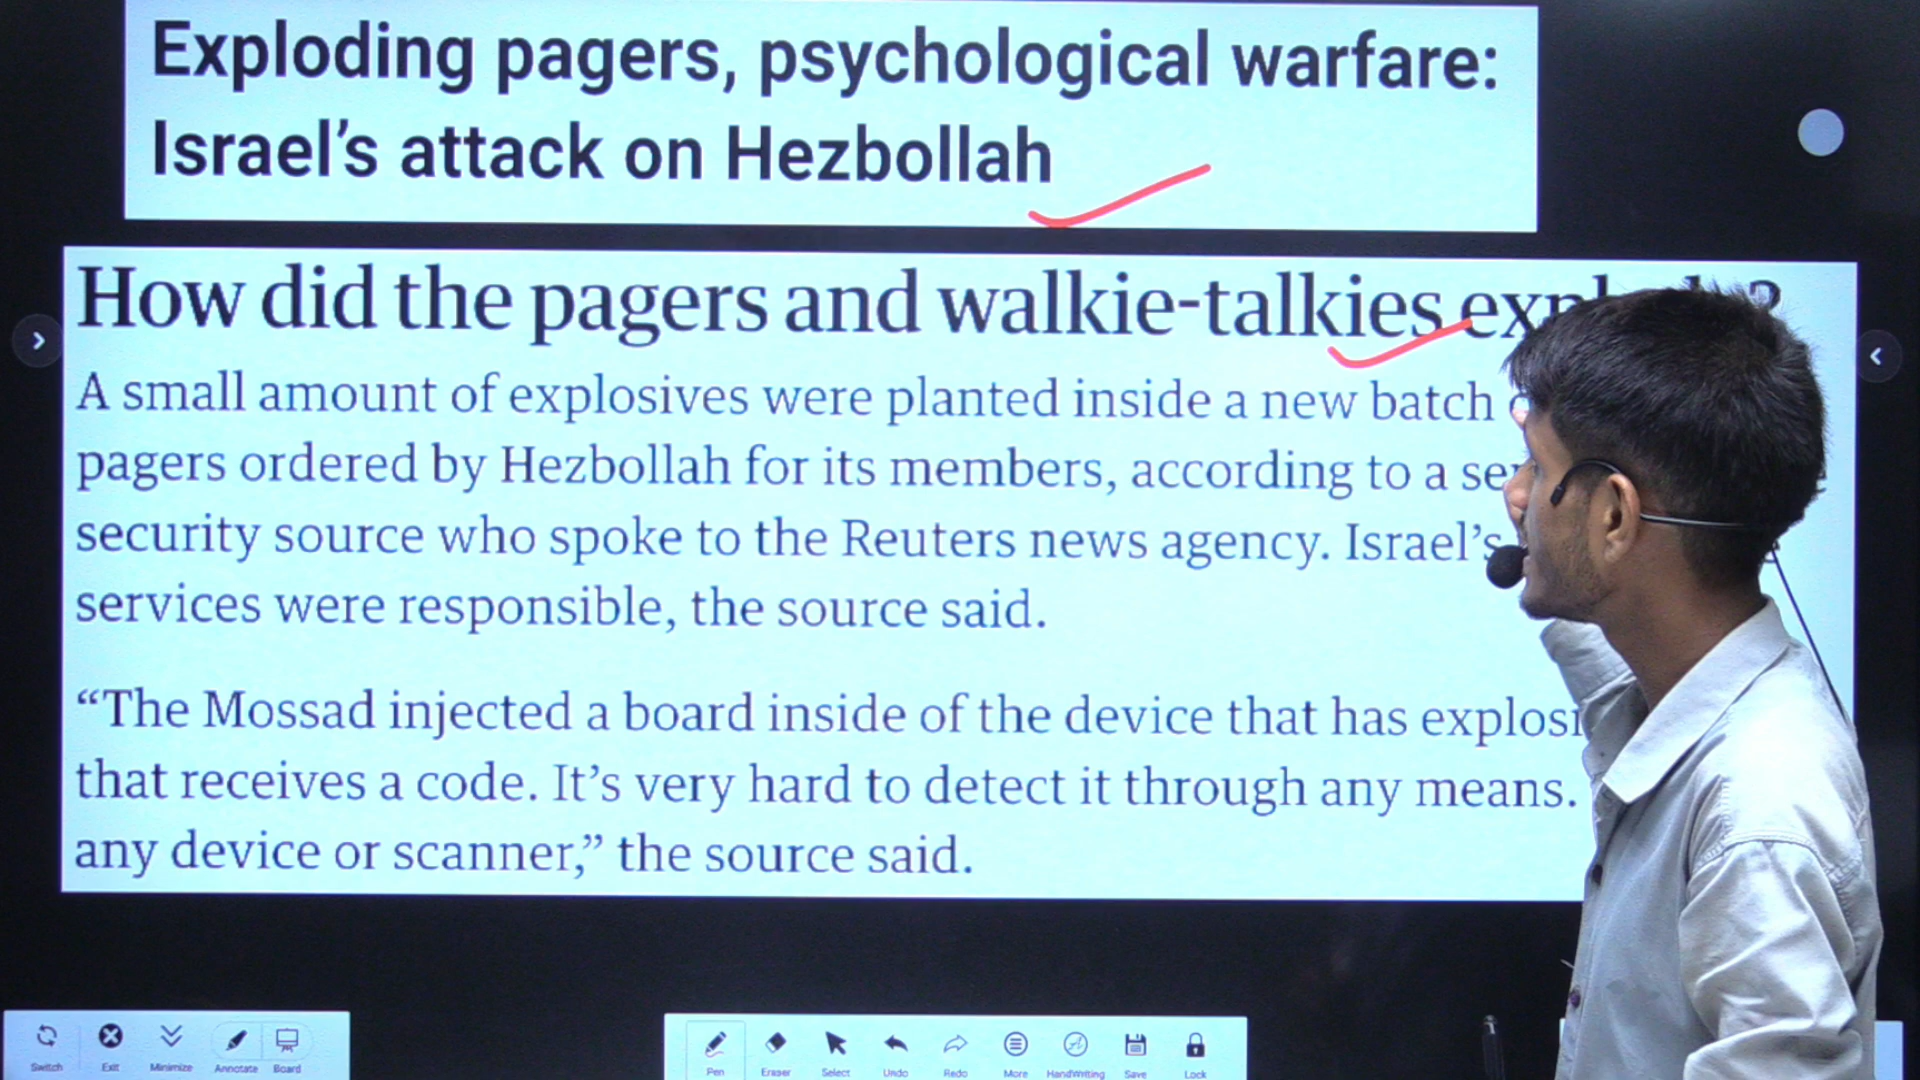 Exploding pagers, psychological warfare:
Israel's attack on Hezbollah
How did the pagers and walkie-talkies
A small amount of explosives were planted inside a new batch
pagers ordered by Hezbollah for its members, according to a
security source who spoke to the Reuters news agency. Israel's
services were responsible, the source said.
“The Mossad injected a board inside of the device that has
that receives a code. It's very hard to detect it through any means.
any device or scanner,” the source said.
Switch Exit Minimize Annotate Board
Pen Eraser Select Undo Redo More HandWriting Save Lock